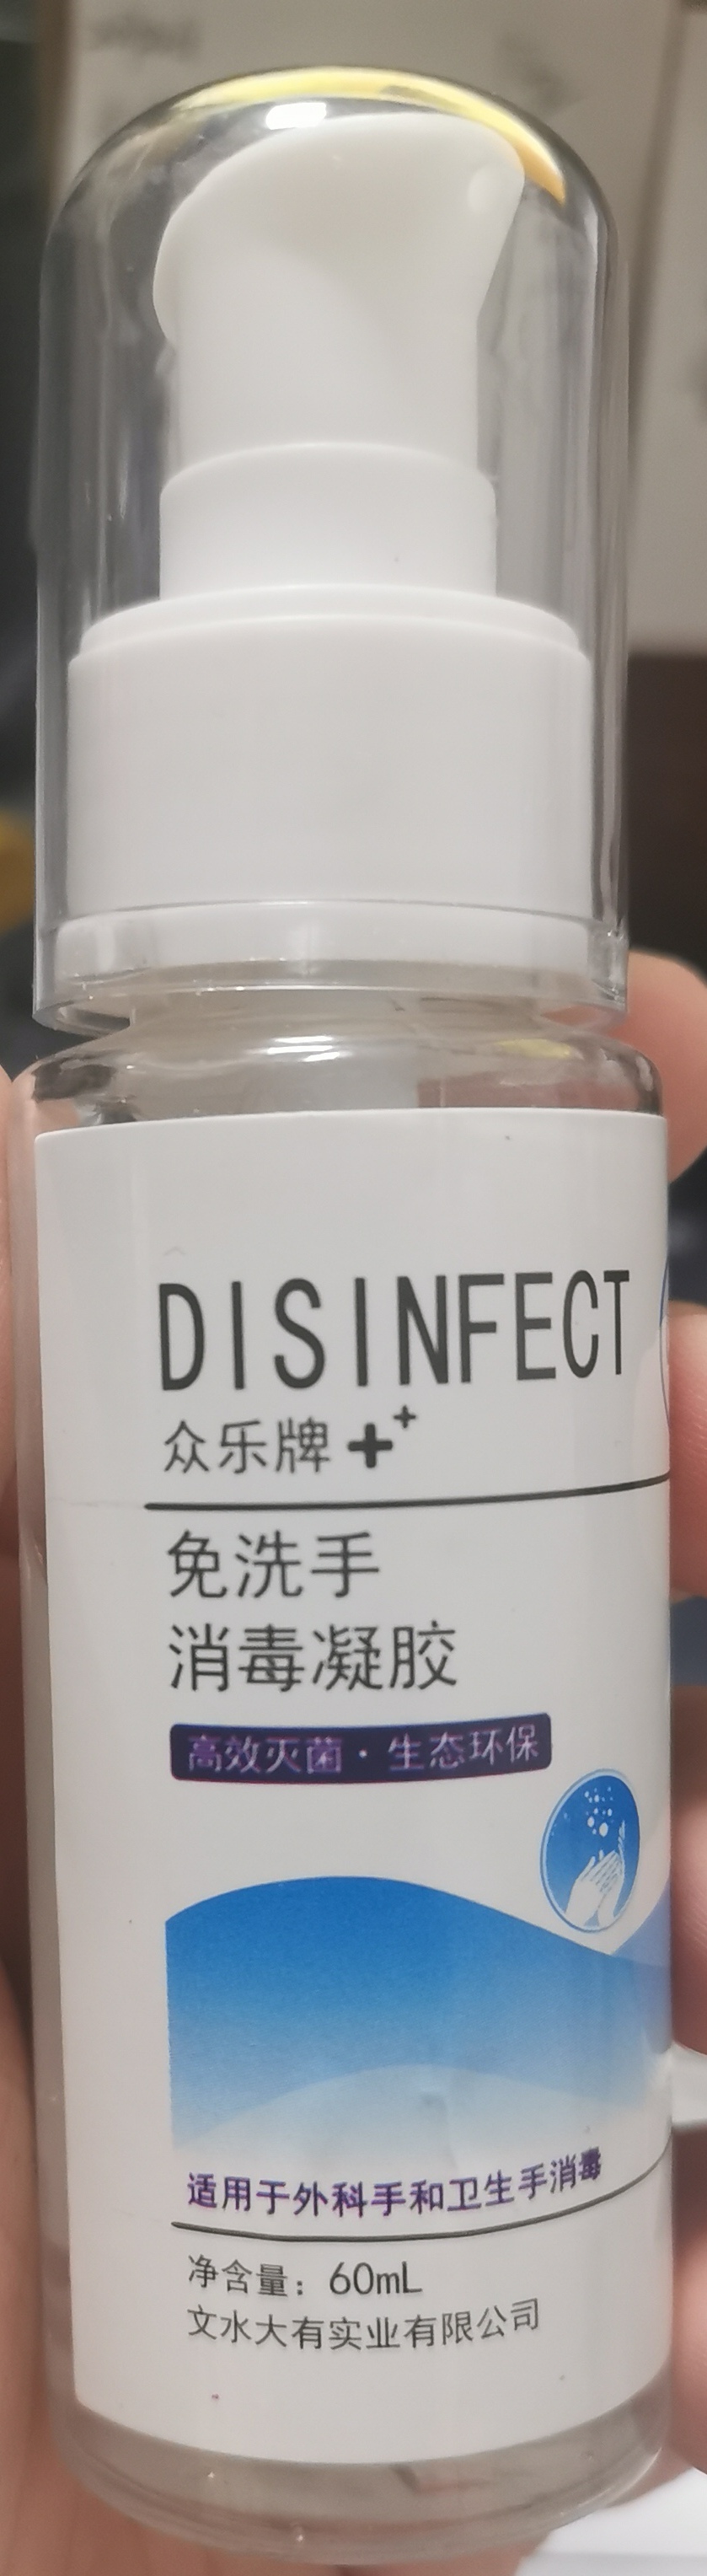 DISINFECT
众乐牌
免洗手
消毒凝胶
高效灭菌·生态环保
适用于外科手和卫生手消毒
净含量：60mL
文水大有实业有限公司